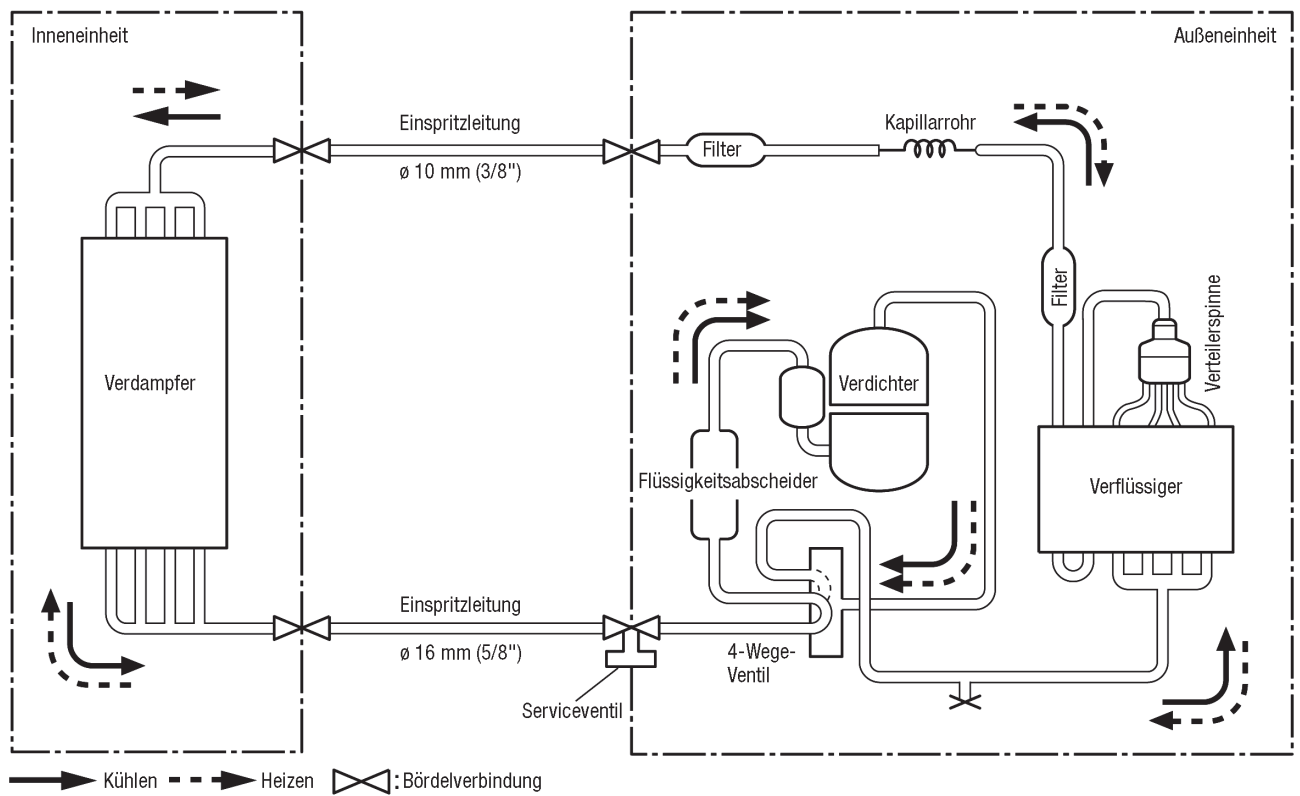 Inneneinheit
Außeneinheit
Einspritzleitung
ø 10 mm (3/8")
Filter
Kapillarrohr
Filter
Verteilerspinne
Verdampfer
Verdichter
Flüssigkeitsabscheider
Verflüssiger
Einspritzleitung
ø 16 mm (5/8")
4-Wege-
Ventil
Serviceventil
Kühlen
Heizen
: Bördelverbindung